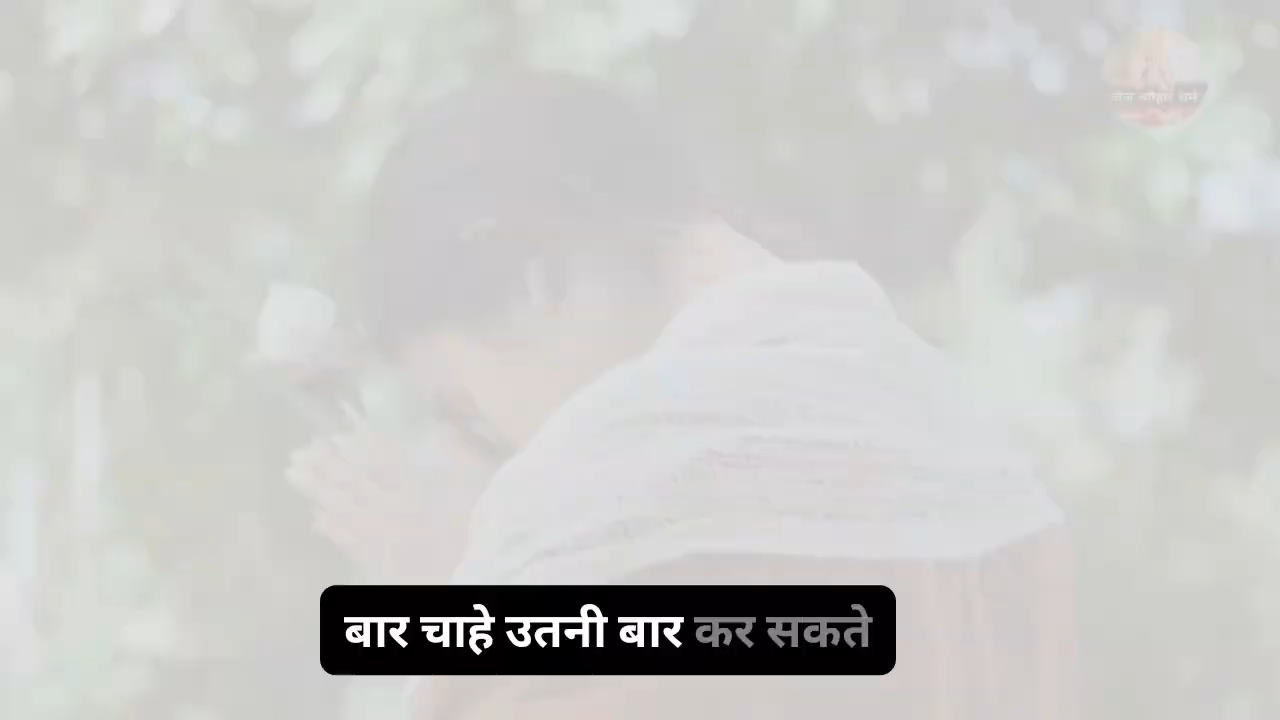 बार चाहे उतनी बार कर सकते